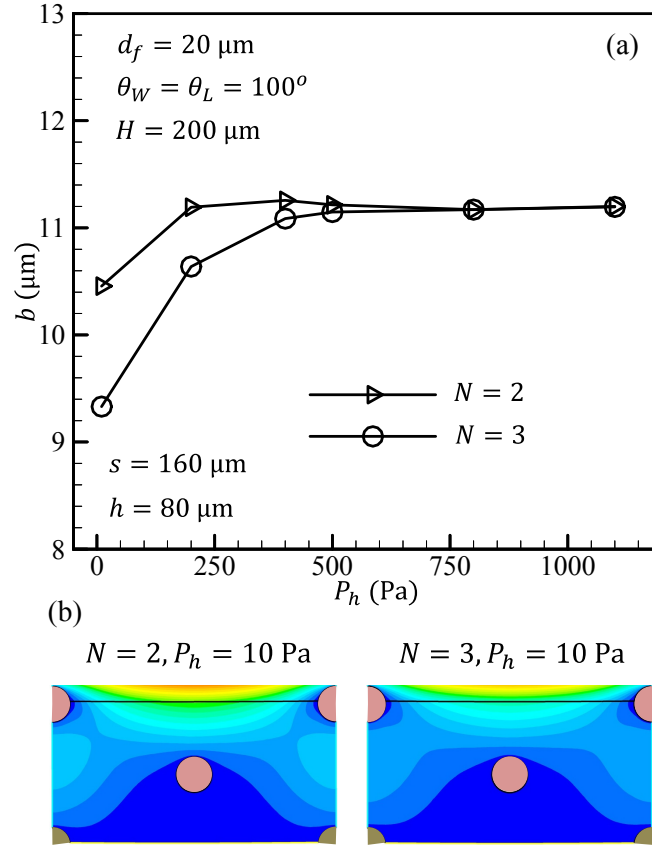 13
12
11
10
9
8
b (μm)
(a)
d_f = 20 μm
θ_W = θ_L = 100^o
H = 200 μm
N = 2
N = 3
s = 160 μm
h = 80 μm
0 250 500 750 1000
P_h (Pa)
(b)
N = 2, P_h = 10 Pa N = 3, P_h = 10 Pa